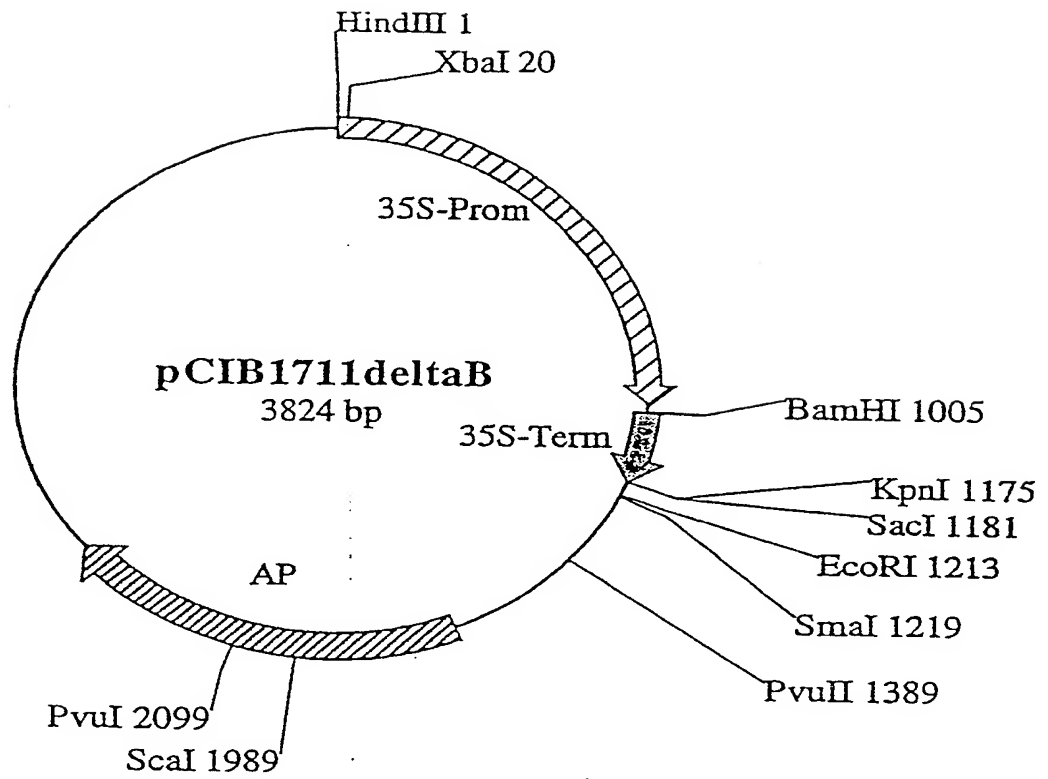 HindIII 1
XbaI 20
35S-Prom
pCIB1711deltaB
3824 bp
BamHI 1005
35S-Term
KpnI 1175
SacI 1181
EcoRI 1213
AP
SmaI 1219
PvuII 1389
PvuI 2099
ScaI 1989